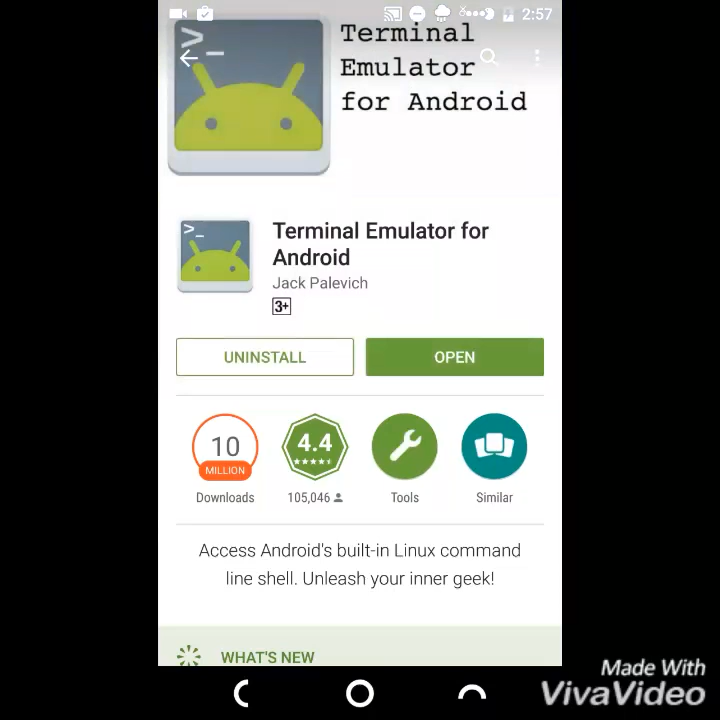 2:57
Terminal
Emulator
for Android
>_
>_
Terminal Emulator for
Android
Jack Palevich
3+
UNINSTALL
OPEN
10
MILLION
Downloads
4.4
105,046
Tools
Similar
Access Android's built-in Linux command
line shell. Unleash your inner geek!
WHAT'S NEW
Made With
VivaVideo